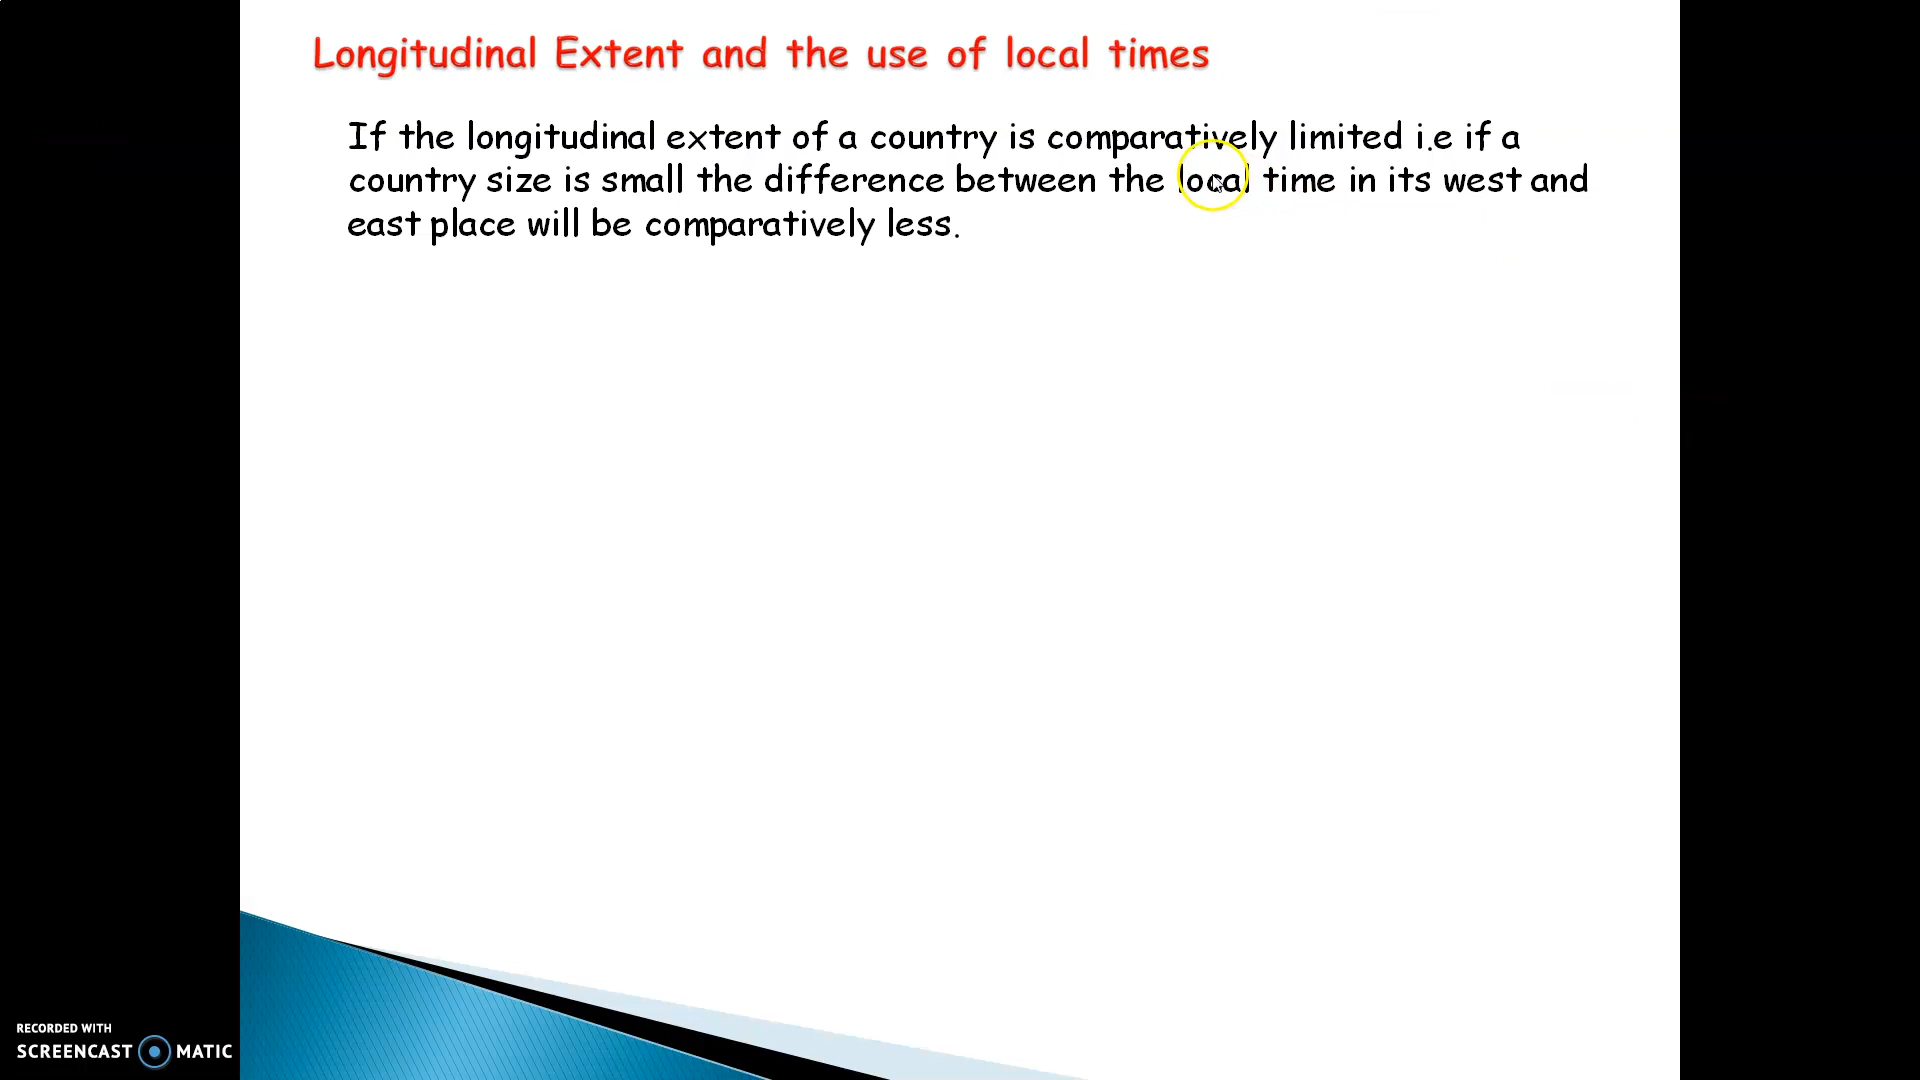 Longitudinal Extent and the use of local times
If the longitudinal extent of a country is comparatively limited i.e if a
country size is small the difference between the local time in its west and
east place will be comparatively less.
RECORDED WITH
SCREENCAST MATIC